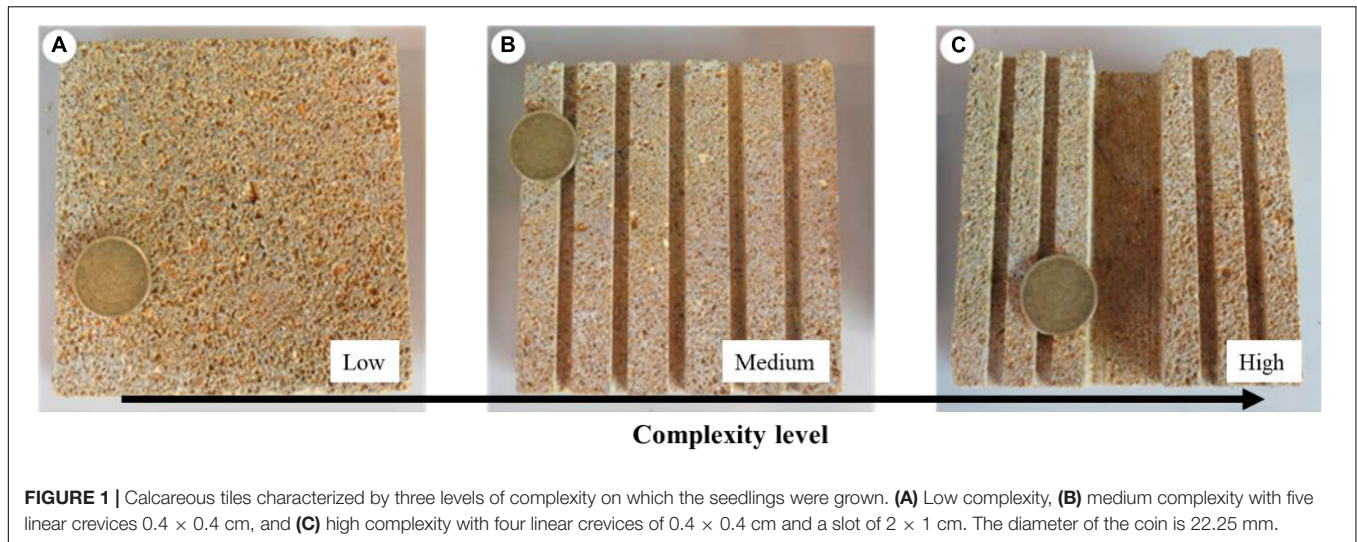 A
B
C
Low
Medium
High
Complexity level
FIGURE 1 | Calcareous tiles characterized by three levels of complexity on which the seedlings were grown. (A) Low complexity, (B) medium complexity with five
linear crevices 0.4 × 0.4 cm, and (C) high complexity with four linear crevices of 0.4 × 0.4 cm and a slot of 2 × 1 cm. The diameter of the coin is 22.25 mm.